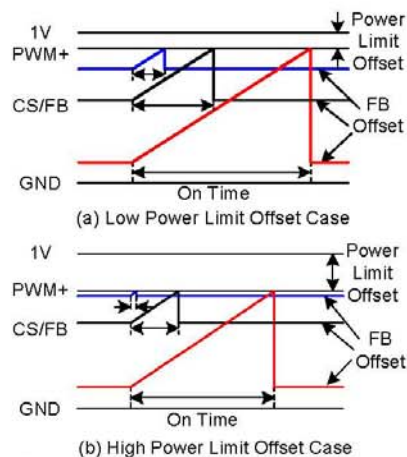 1V
Power
Limit
Offset
PWM+
CS/FB
FB
Offset
GND
On Time
(a) Low Power Limit Offset Case
1V
Power
Limit
Offset
PWM+
CS/FB
FB
Offset
GND
On Time
(b) High Power Limit Offset Case